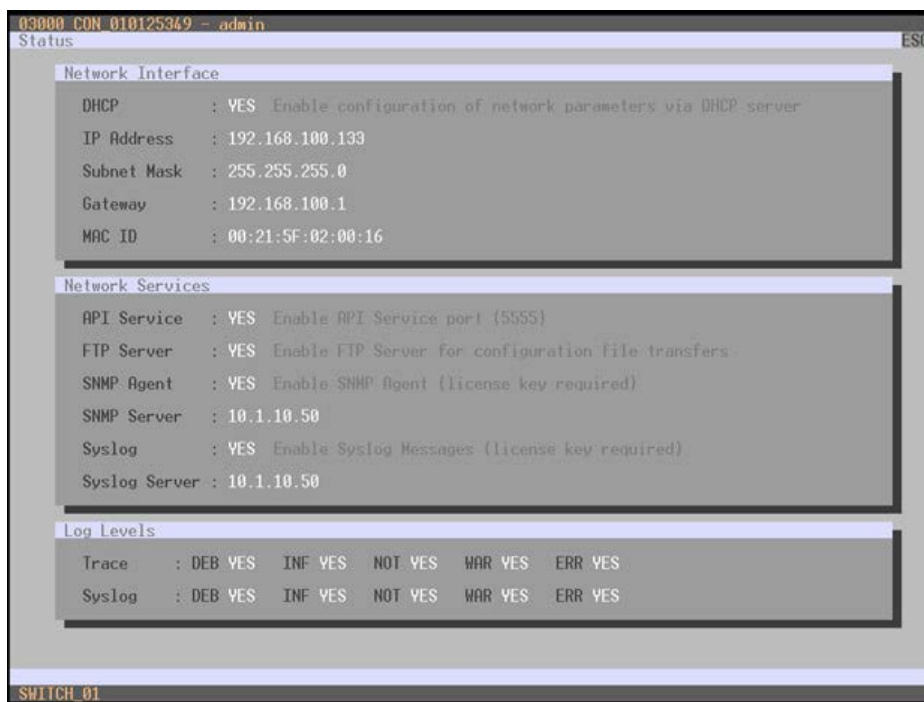 03000 CON_010125349 - admin
Status ESC
Network Interface
DHCP : YES Enable configuration of network parameters via DHCP server
IP Address : 192.168.100.133
Subnet Mask : 255.255.255.0
Gateway : 192.168.100.1
MAC ID : 00:21:5F:02:00:16
Network Services
API Service : YES Enable API Service port (5555)
FTP Server : YES Enable FTP Server for configuration file transfers
SNMP Agent : YES Enable SNMP Agent (license key required)
SNMP Server : 10.1.10.50
Syslog : YES Enable Syslog Messages (license key required)
Syslog Server : 10.1.10.50
Log Levels
Trace : DEB YES INF YES NOT YES WAR YES ERR YES
Syslog : DEB YES INF YES NOT YES WAR YES ERR YES
SWITCH_01